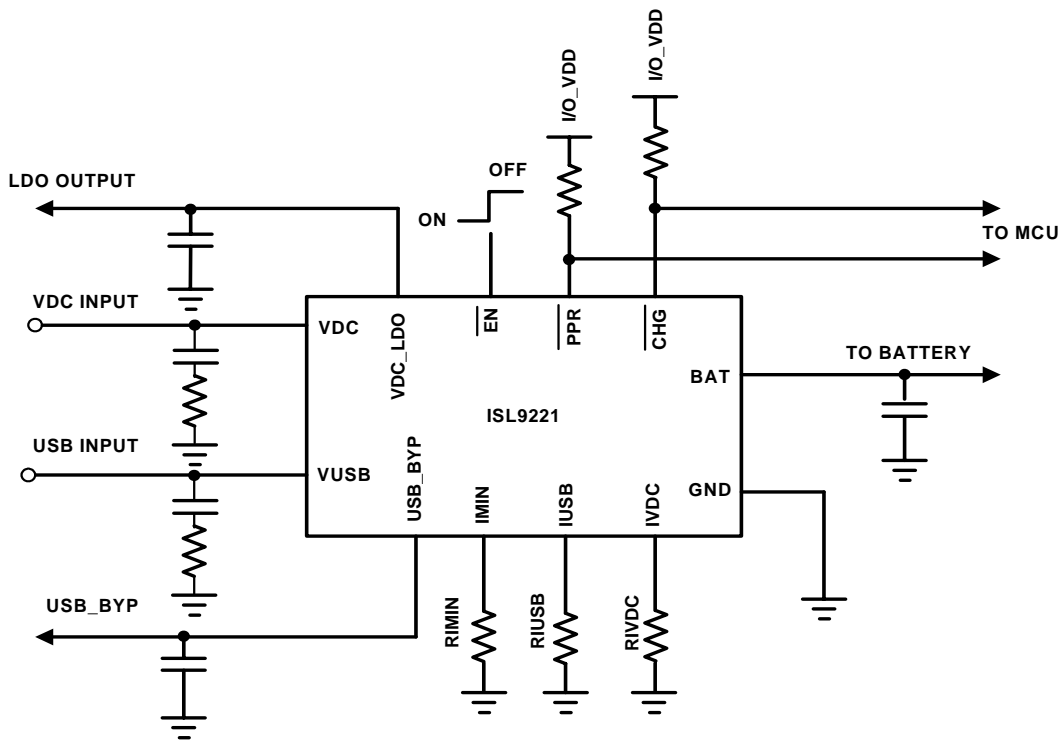 I/O_VDD
I/O_VDD
OFF
LDO OUTPUT
ON
TO MCU
VDC INPUT
VDC
VDC_LDO
EN
PPR
CHG
TO BATTERY
BAT
ISL9221
USB INPUT
VUSB
USB_BYP
IMIN
IUSB
IVDC
GND
USB_BYP
RIMIN
RIUSB
RIVDC